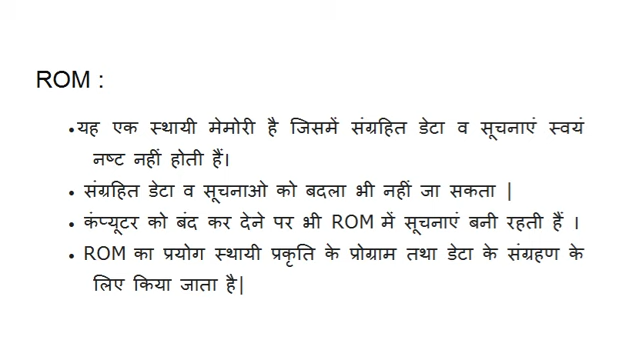 ROM :
•यह एक स्थायी मेमोरी है जिसमें संग्रहित डेटा व सूचनाएं स्वयं
नष्ट नहीं होती हैं।
• संग्रहित डेटा व सूचनाओ को बदला भी नहीं जा सकता |
• कंप्यूटर को बंद कर देने पर भी ROM में सूचनाएं बनी रहती हैं ।
• ROM का प्रयोग स्थायी प्रकृति के प्रोग्राम तथा डेटा के संग्रहण के
लिए किया जाता है|